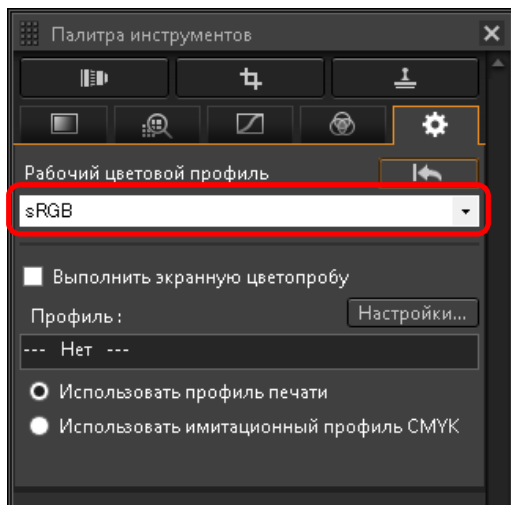 Палитра инструментов
Рабочий цветовой профиль
sRGB
Выполнить экранную цветопробу
Профиль :
Настройки...
--- Нет ---
Использовать профиль печати
Использовать имитационный профиль CMYK